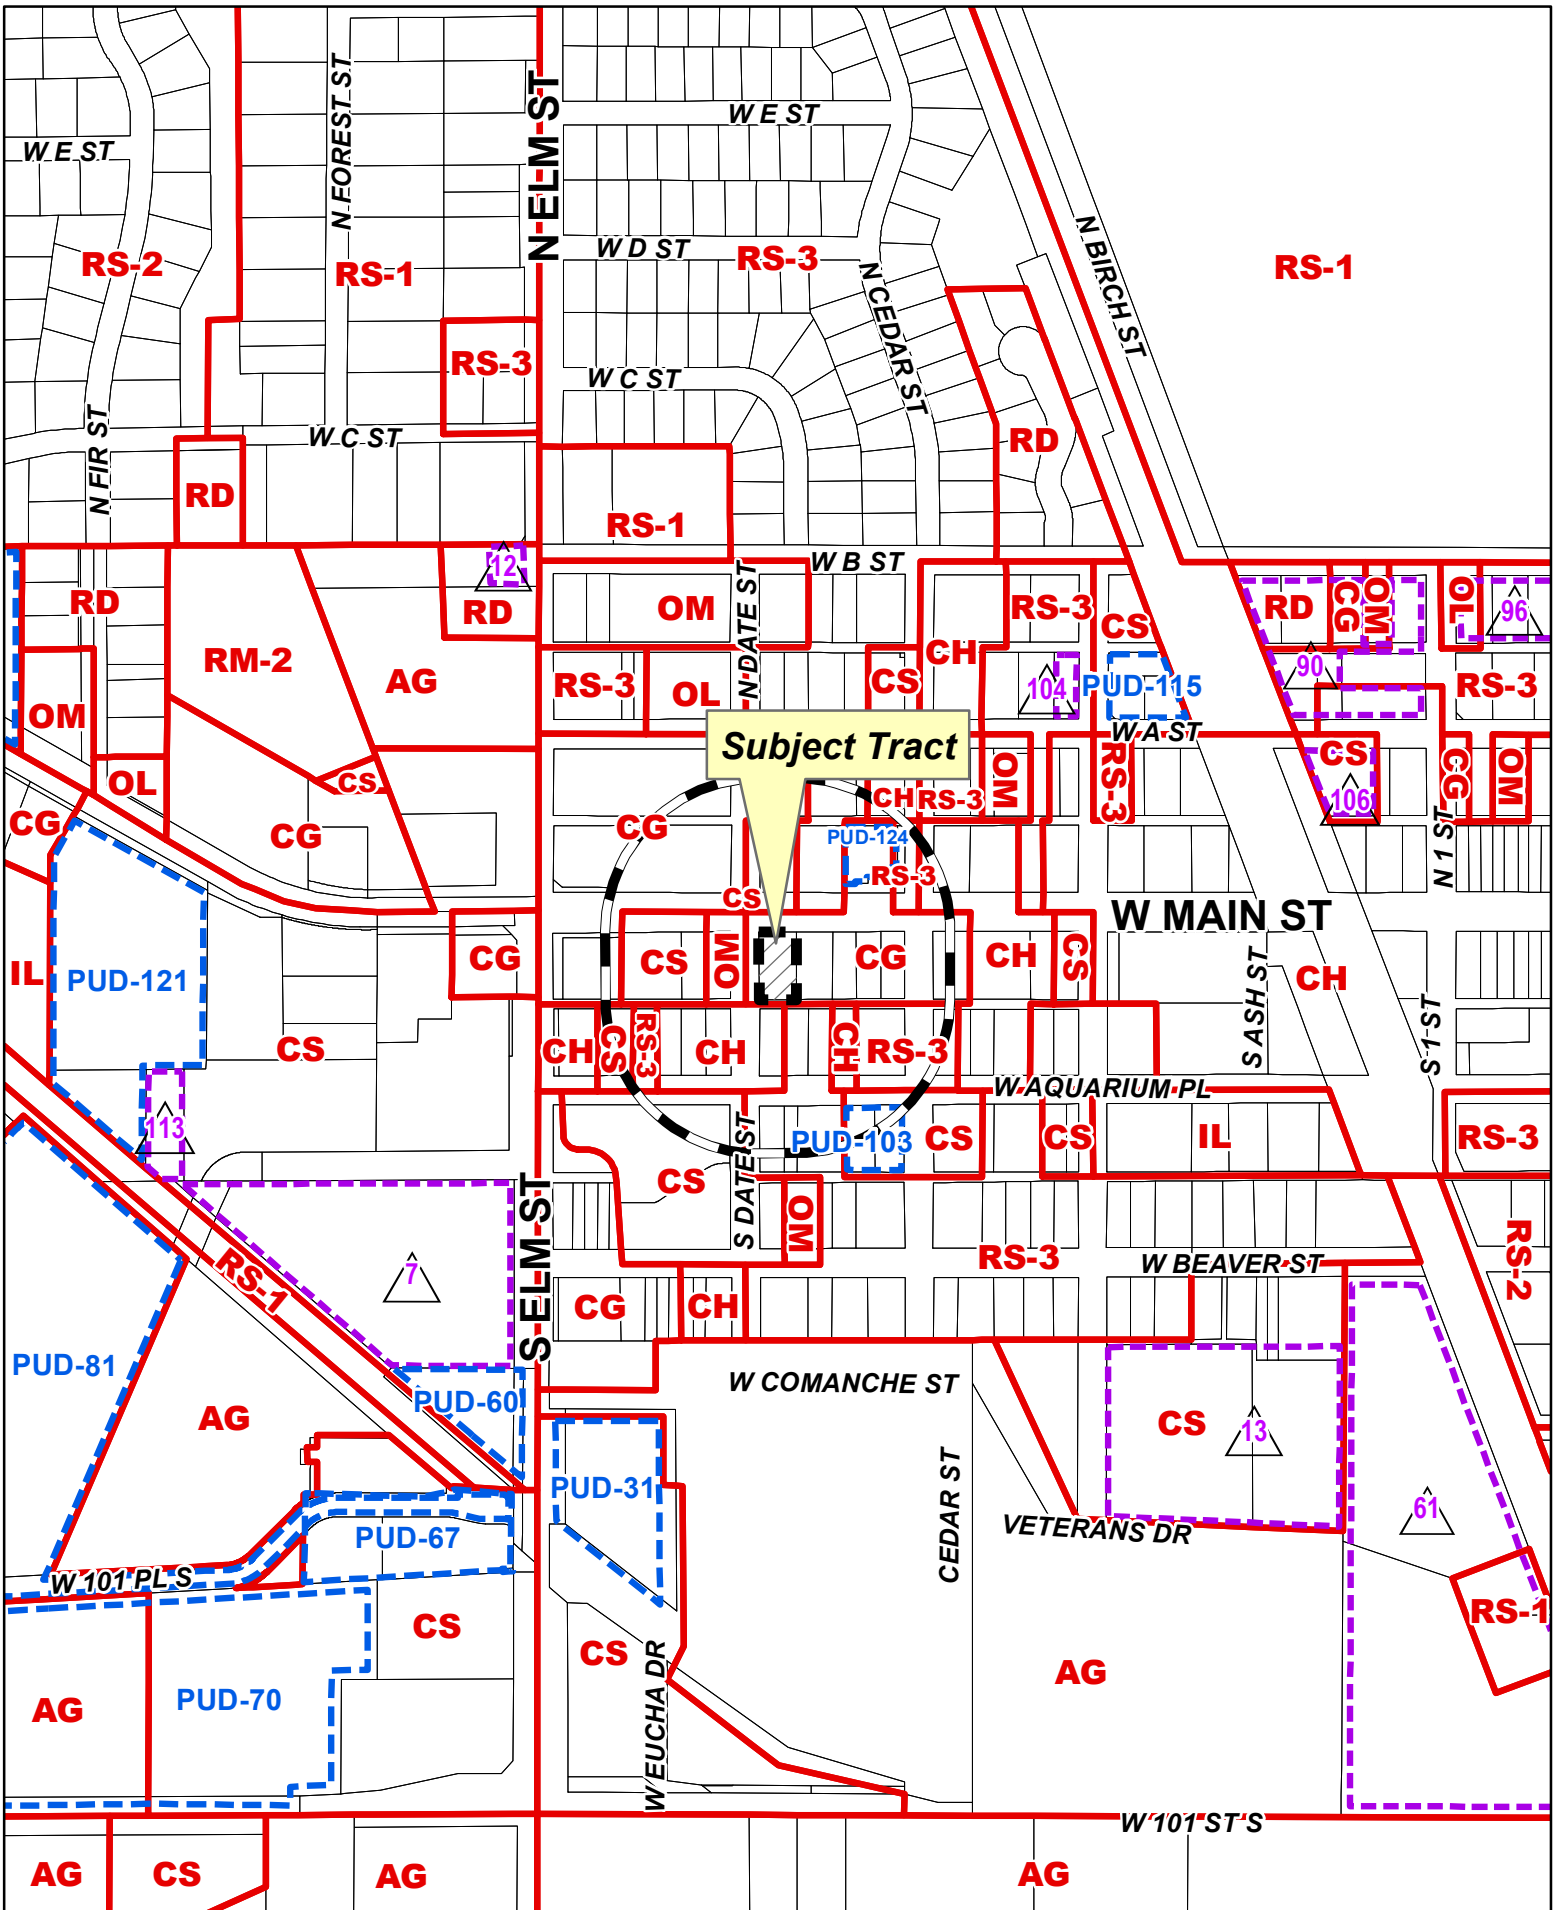 W E ST
W E ST
N FOREST ST
N ELM ST
W D ST
RS-2
RS-1
RS-3
N CEDAR ST
N BIRCH ST
RS-1
RS-3
W C ST
N FIR ST
W C ST
RD
RD
RS-1
W B ST
12
RD
RD
OM
N DATE ST
RS-3
CS
RD
CG
OM
OL
96
RM-2
AG
RS-3
OL
CS
CH
104
PUD-115
90
RS-3
OM
W A ST
Subject Tract
OL
CS
CH
RS-3
OM
RS-3
CS
106
CG
OM
CG
CG
CG
PUD-124
RS-3
N 1 ST
CS
W MAIN ST
IL
PUD-121
CG
CS
OM
CG
CH
CS
CH
S ASH ST
S 1 ST
CS
CH
CS
RS-3
CH
CH
RS-3
W AQUARIUM PL
113
PUD-103
CS
CS
IL
RS-3
S DATE ST
CS
OM
S ELM ST
RS-3
W BEAVER ST
RS-2
RS-1
7
CG
CH
PUD-81
PUD-60
W COMANCHE ST
AG
CS
13
PUD-31
CEDAR ST
61
PUD-67
VETERANS DR
W 101 PL S
RS-1
CS
CS
W EUCHA DR
AG
AG
PUD-70
W 101 ST S
AG
CS
AG
AG